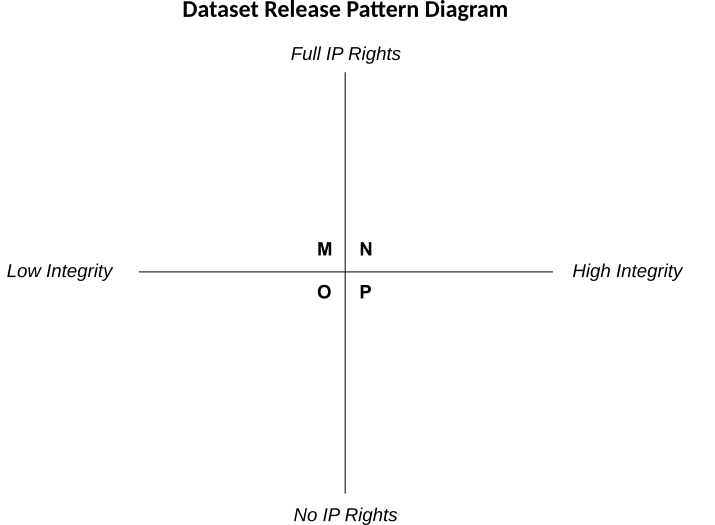 Dataset Release Pattern Diagram
Full IP Rights
M N
Low Integrity High Integrity
O P
No IP Rights